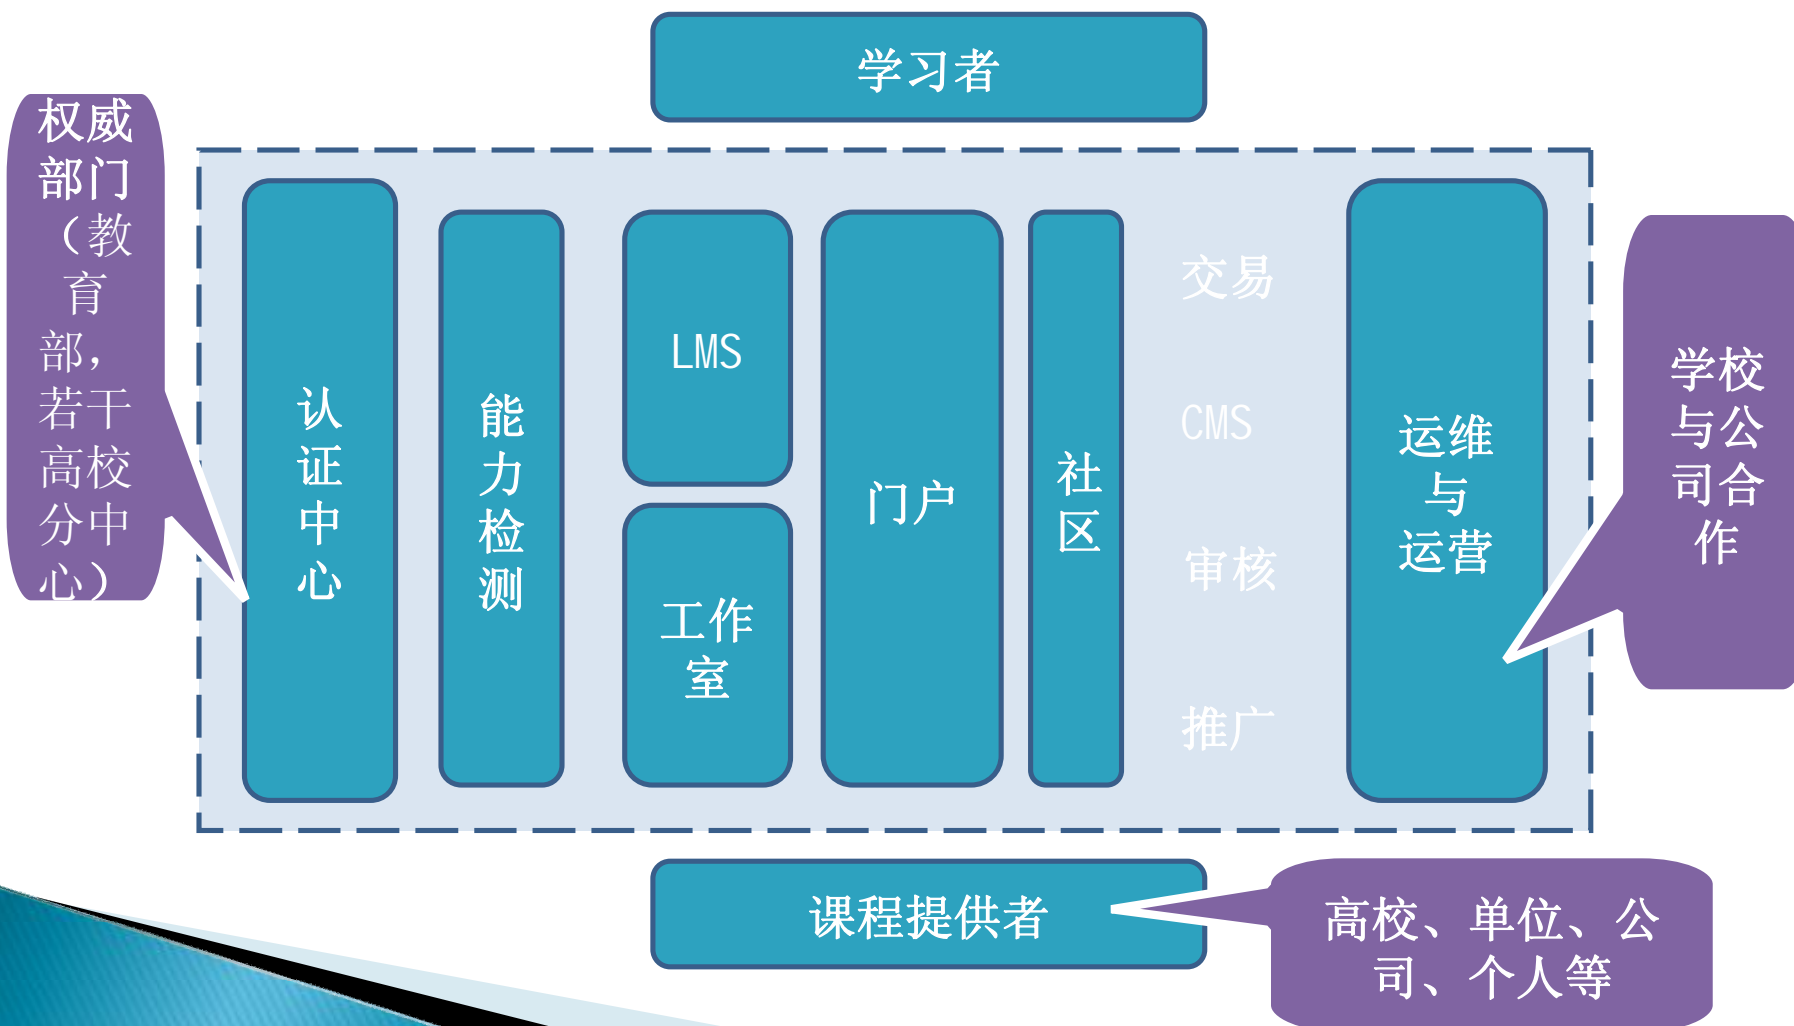 学习者
权威
部门
（教
育
部，
若干
高校
分中
心）
认
证
中
心
能
力
检
测
LMS
工作
室
门户
社
区
交易
CMS
审核
推广
运维
与
运营
学校
与公
司合
作
课程提供者
高校、单位、公
司、个人等